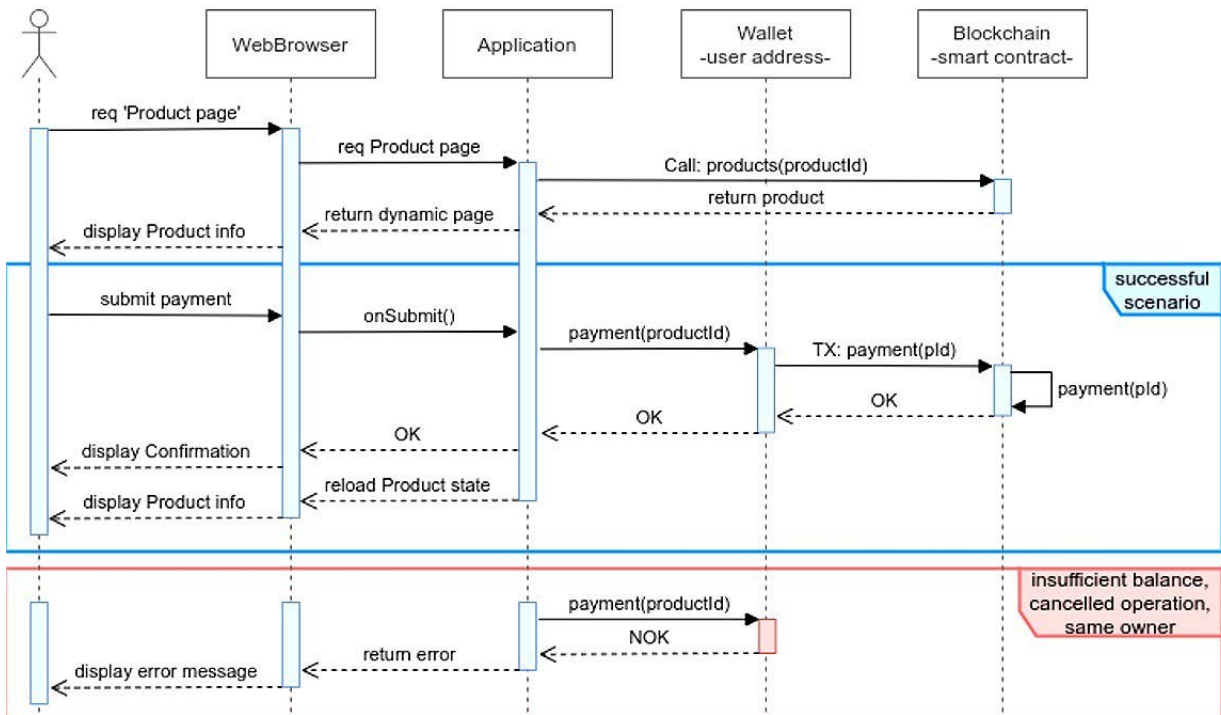 WebBrowser
Application
Wallet
-user address-
Blockchain
-smart contract-
req 'Product page'
req Product page
Call: products(productId)
return product
return dynamic page
display Product info
successful
scenario
submit payment
onSubmit()
payment(productId)
TX: payment(pId)
payment(pId)
OK
OK
OK
display Confirmation
reload Product state
display Product info
insufficient balance,
cancelled operation,
same owner
payment(productId)
NOK
return error
display error message